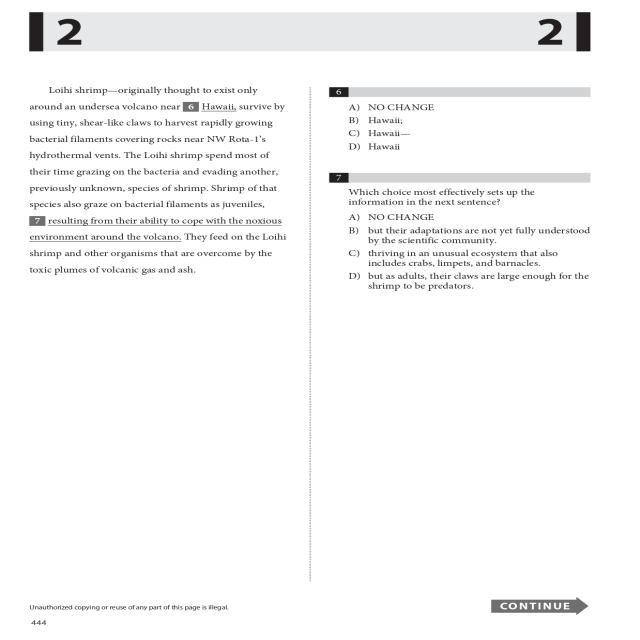 2
2
Loihi shrimp—originally thought to exist only
around an undersea volcano near 6 Hawaii, survive by
using tiny, shear-like claws to harvest rapidly growing
bacterial filaments covering rocks near NW Rota-1's
hydrothermal vents. The Loihi shrimp spend most of
their time grazing on the bacteria and evading another,
previously unknown, species of shrimp. Shrimp of that
species also graze on bacterial filaments as juveniles,
7 resulting from their ability to cope with the noxious
environment around the volcano. They feed on the Loihi
shrimp and other organisms that are overcome by the
toxic plumes of volcanic gas and ash.
6
A) NO CHANGE
B) Hawaii;
C) Hawaii—
D) Hawaii
7
Which choice most effectively sets up the
information in the next sentence?
A) NO CHANGE
B) but their adaptations are not yet fully understood
by the scientific community.
C) thriving in an unusual ecosystem that also
includes crabs, limpets, and barnacles.
D) but as adults, their claws are large enough for the
shrimp to be predators.
Unauthorized copying or reuse of any part of this page is illegal.
CONTINUE
444